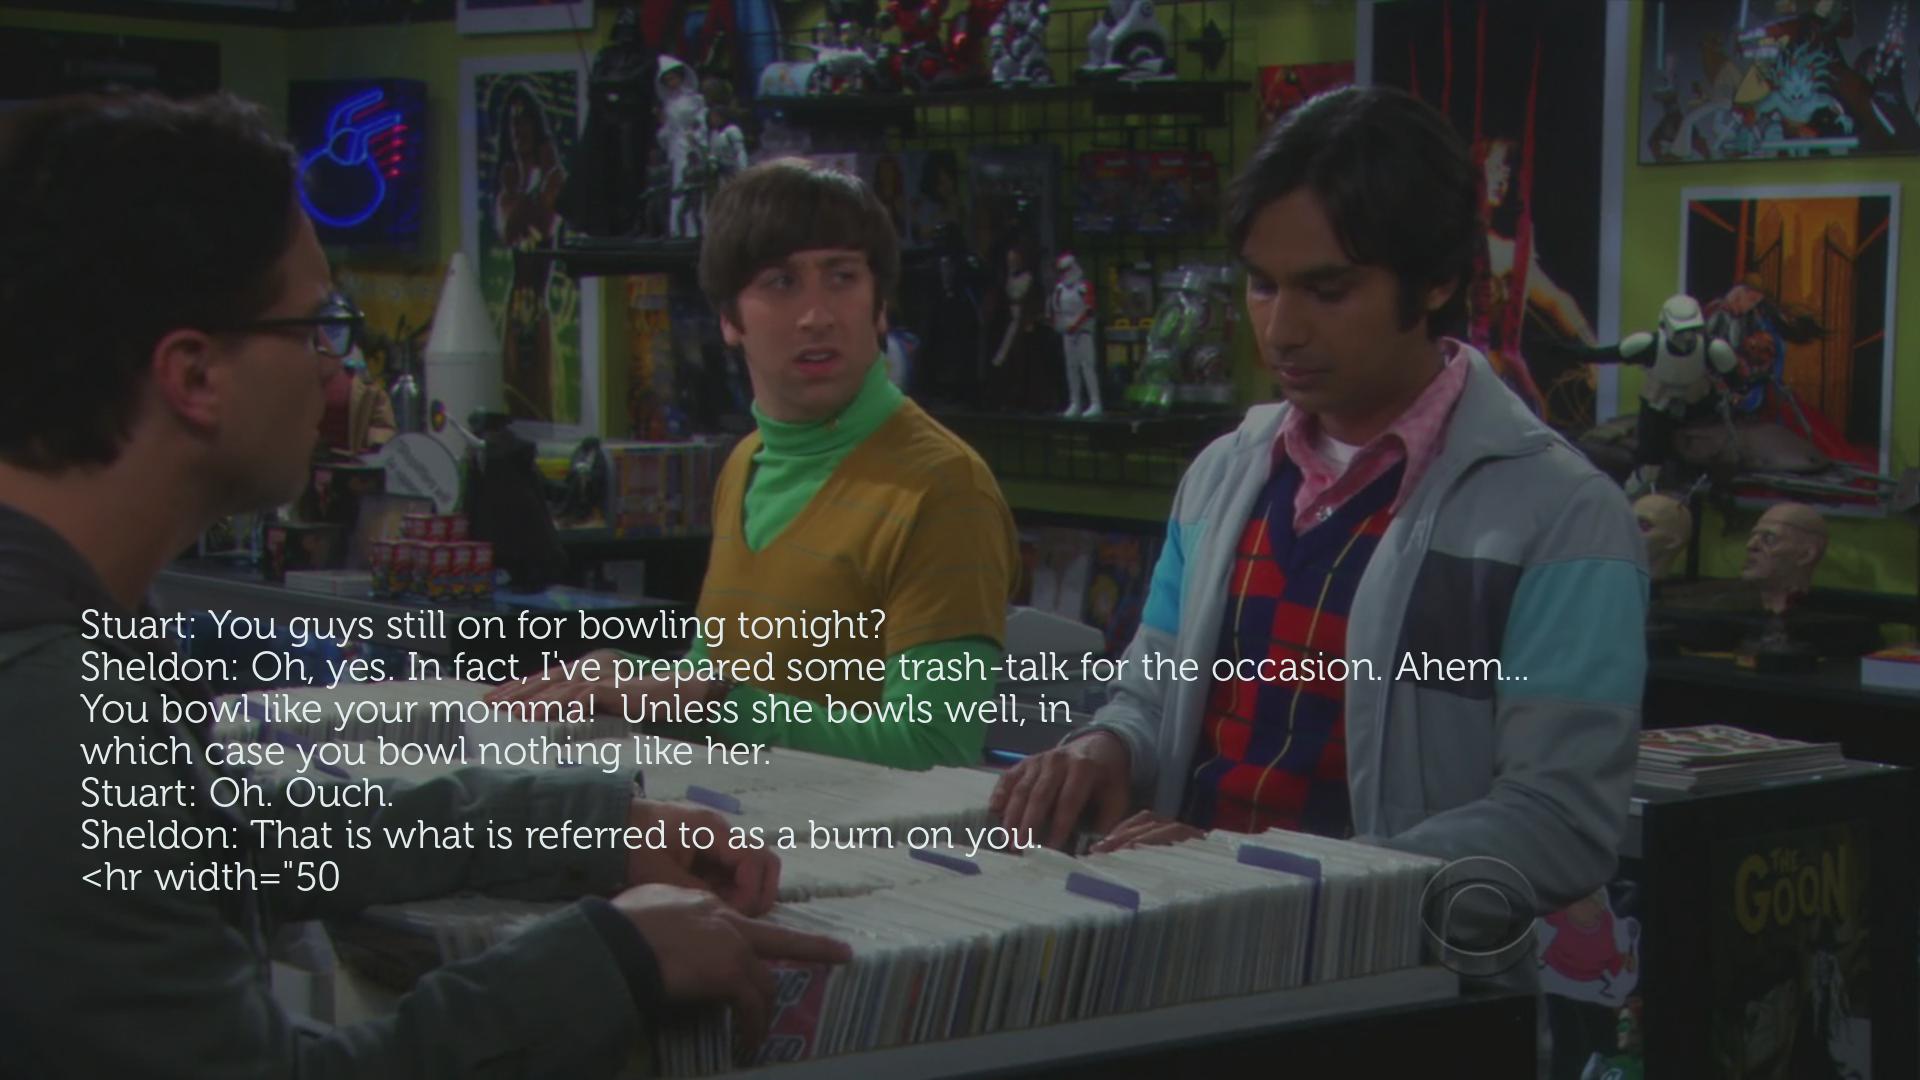 Stuart: You guys still on for bowling tonight?
Sheldon: Oh, yes. In fact, I've prepared some trash-talk for the occasion. Ahem...
You bowl like your momma!  Unless she bowls well, in
which case you bowl nothing like her.
Stuart: Oh. Ouch.
Sheldon: That is what is referred to as a burn on you.
<hr width="50
THE
GOON